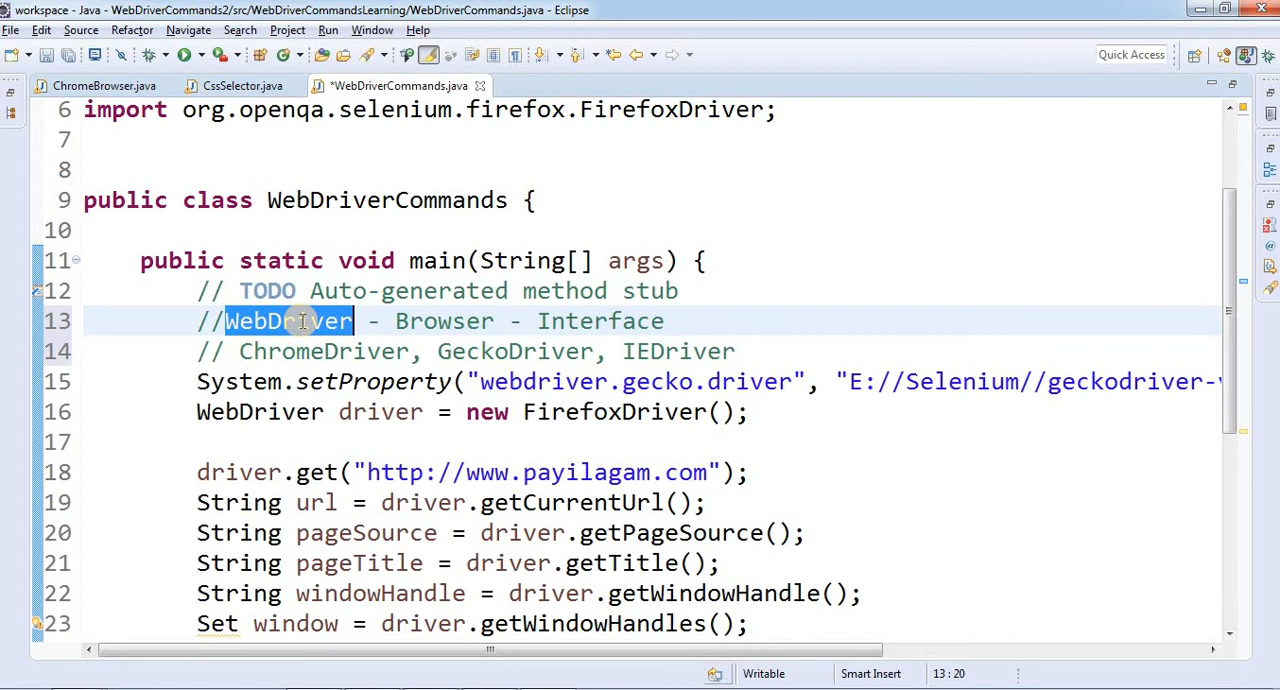 workspace - Java - WebDriverCommands2/src/WebDriverCommandsLearning/WebDriverCommands.java - Eclipse
File Edit Source Refactor Navigate Search Project Run Window Help
Quick Access
ChromeBrowser.java CssSelector.java *WebDriverCommands.java
6 import org.openqa.selenium.firefox.FirefoxDriver;
7
8
9 public class WebDriverCommands {
10
11 public static void main(String[] args) {
12 // TODO Auto-generated method stub
13 //WebDriver - Browser - Interface
14 // ChromeDriver, GeckoDriver, IEDriver
15 System.setProperty("webdriver.gecko.driver", "E://Selenium//geckodriver-
16 WebDriver driver = new FirefoxDriver();
17
18 driver.get("http://www.payilagam.com");
19 String url = driver.getCurrentUrl();
20 String pageSource = driver.getPageSource();
21 String pageTitle = driver.getTitle();
22 String windowHandle = driver.getWindowHandle();
23 Set window = driver.getWindowHandles();
Writable Smart Insert 13 : 20